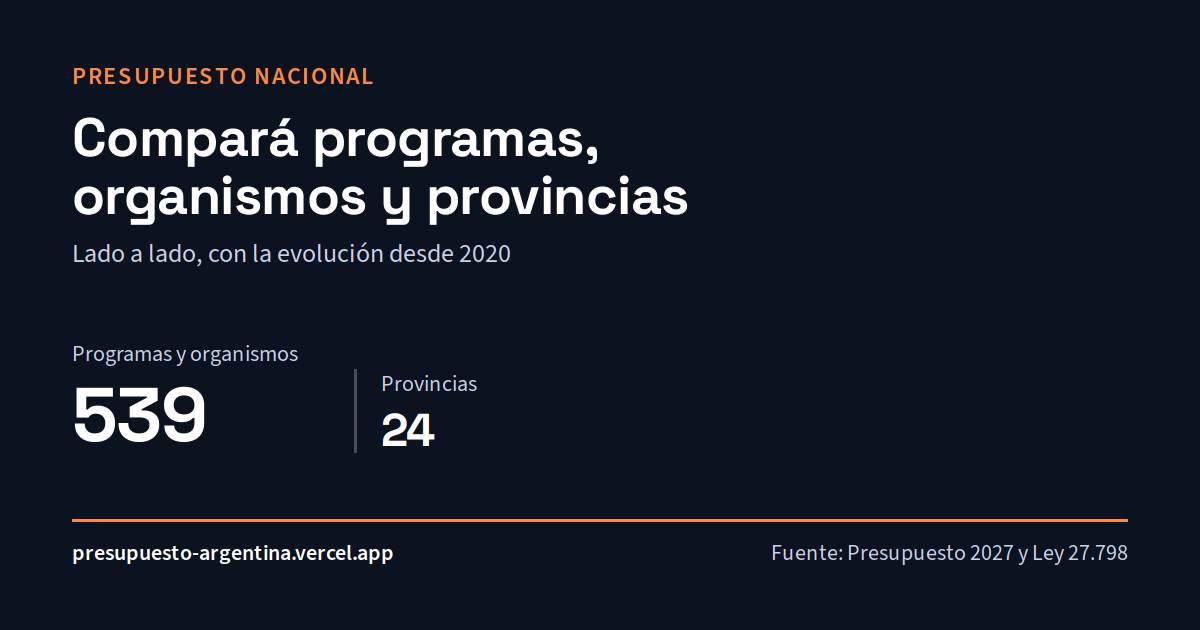 PRESUPUESTO NACIONAL
Compará programas,
organismos y provincias
Lado a lado, con la evolución desde 2020
Programas y organismos
539
Provincias
24
presupuesto-argentina.vercel.app
Fuente: Presupuesto 2027 y Ley 27.798